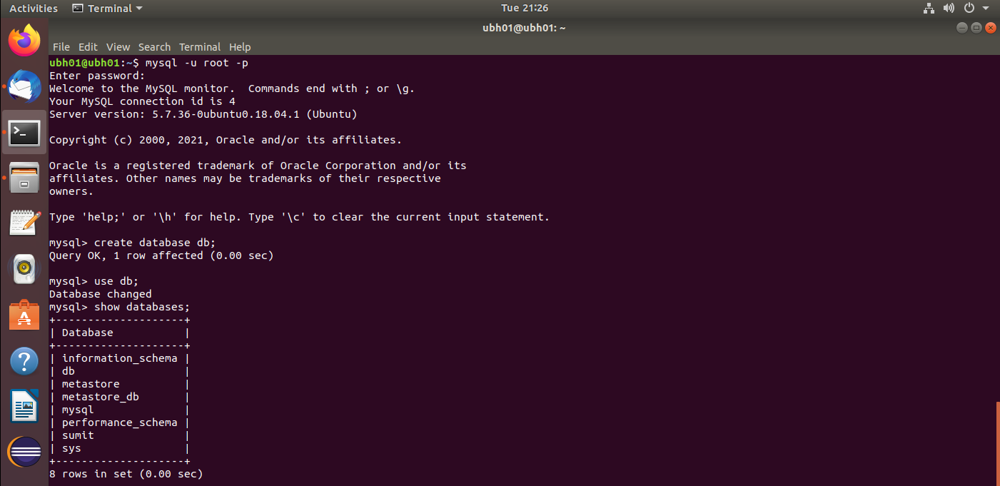 Activities Terminal Tue 21:26
ubh01@ubh01: ~
File Edit View Search Terminal Help
ubh01@ubh01:~$ mysql -u root -p
Enter password:
Welcome to the MySQL monitor.  Commands end with ; or \g.
Your MySQL connection id is 4
Server version: 5.7.36-0ubuntu0.18.04.1 (Ubuntu)
Copyright (c) 2000, 2021, Oracle and/or its affiliates.
Oracle is a registered trademark of Oracle Corporation and/or its
affiliates. Other names may be trademarks of their respective
owners.
Type 'help;' or '\h' for help. Type '\c' to clear the current input statement.
mysql> create database db;
Query OK, 1 row affected (0.00 sec)
mysql> use db;
Database changed
mysql> show databases;
+--------------------+
| Database           |
+--------------------+
| information_schema |
| db                 |
| metastore          |
| metastore_db       |
| mysql              |
| performance_schema |
| sumit              |
| sys                |
+--------------------+
8 rows in set (0.00 sec)